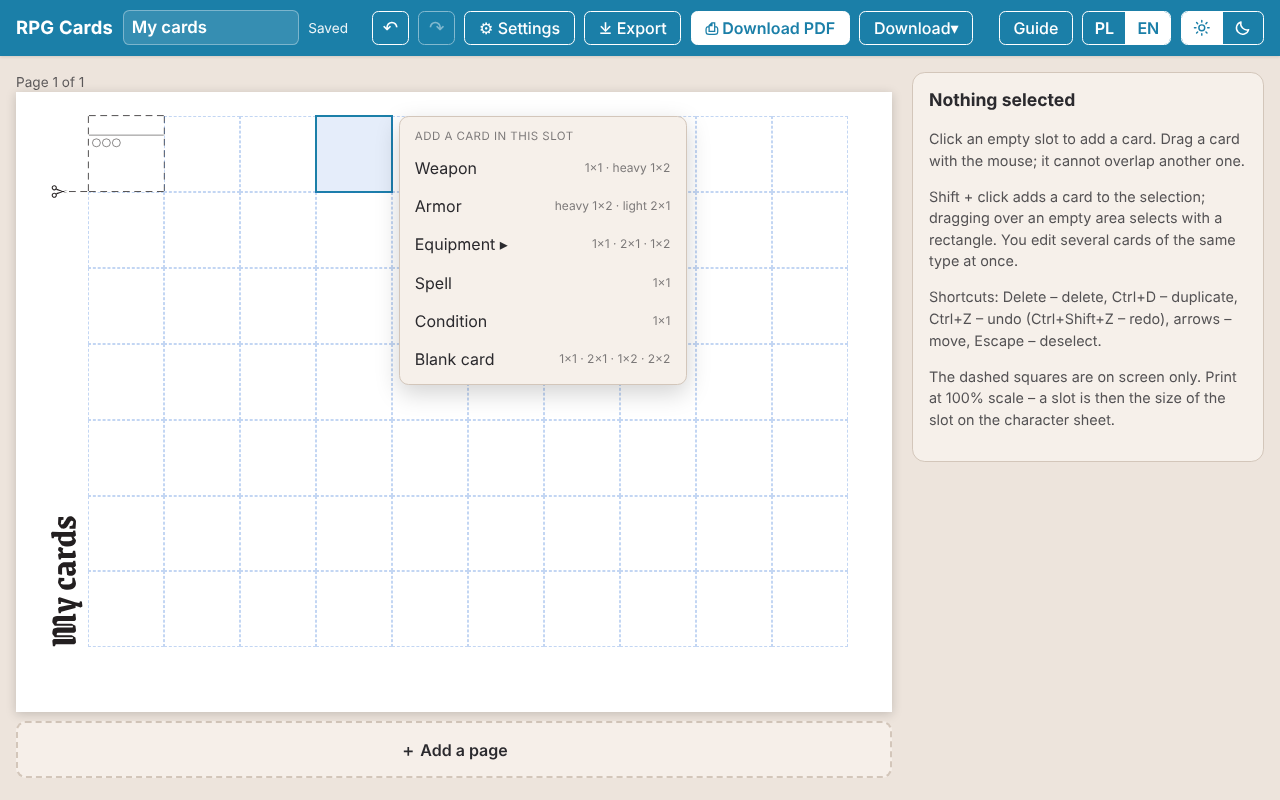 RPG Cards
My cards
Saved
↶
↷
⚙ Settings
Export
⎙ Download PDF
Download▾
Guide
PL
EN
Page 1 of 1
ADD A CARD IN THIS SLOT
Weapon 1×1 · heavy 1×2
Armor heavy 1×2 · light 2×1
Equipment ▸ 1×1 · 2×1 · 1×2
Spell 1×1
Condition 1×1
Blank card 1×1 · 2×1 · 1×2 · 2×2
My cards
+ Add a page
Nothing selected
Click an empty slot to add a card. Drag a card
with the mouse; it cannot overlap another one.
Shift + click adds a card to the selection;
dragging over an empty area selects with a
rectangle. You edit several cards of the same
type at once.
Shortcuts: Delete – delete, Ctrl+D – duplicate,
Ctrl+Z – undo (Ctrl+Shift+Z – redo), arrows –
move, Escape – deselect.
The dashed squares are on screen only. Print
at 100% scale – a slot is then the size of the
slot on the character sheet.